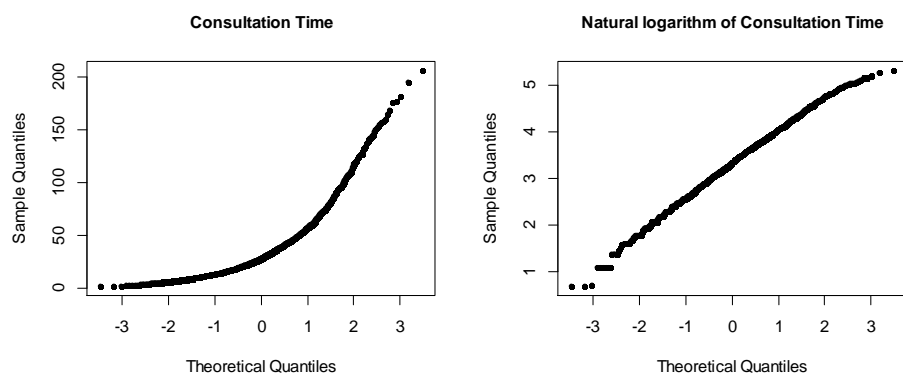 Consultation Time
Sample Quantiles
200
150
100
50
0
-3 -2 -1 0 1 2 3
Theoretical Quantiles
Natural logarithm of Consultation Time
Sample Quantiles
5
4
3
2
1
-3 -2 -1 0 1 2 3
Theoretical Quantiles